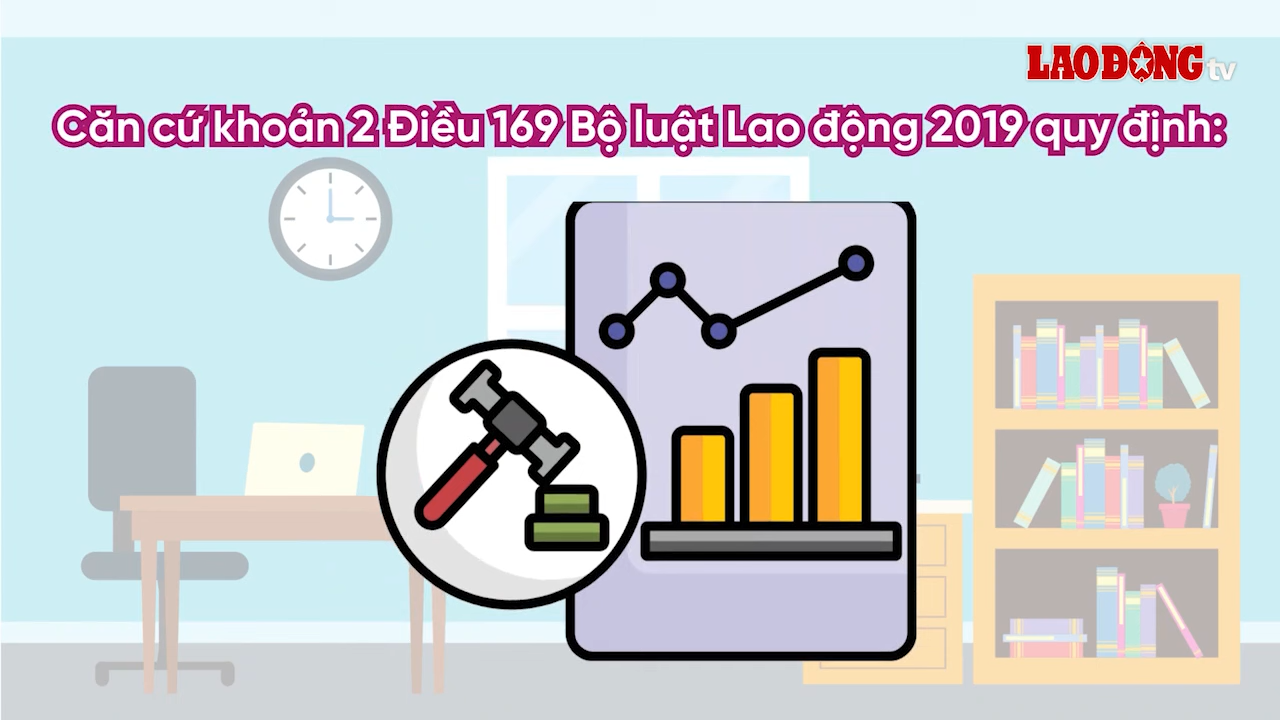 LAO ĐỘNG tv
Căn cứ khoản 2 Điều 169 Bộ luật Lao động 2019 quy định: